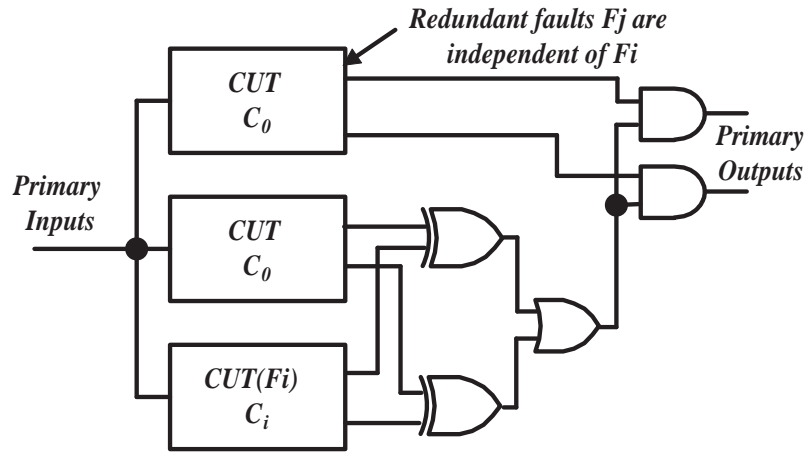 Redundant faults Fj are
independent of Fi
CUT
C0
Primary
Outputs
Primary
Inputs
CUT
C0
CUT(Fi)
Ci